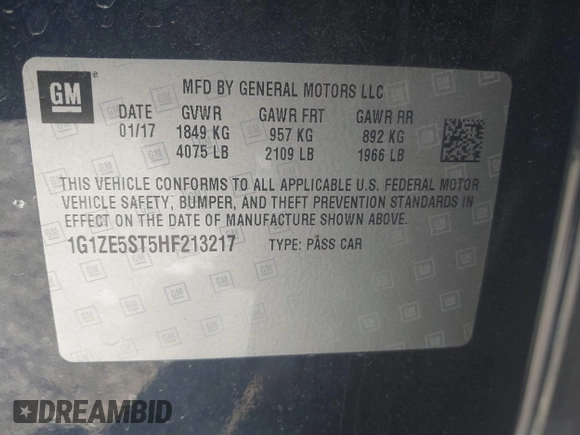 GM ®
MFD BY GENERAL MOTORS LLC
DATE GVWR GAWR FRT GAWR RR
01/17 1849 KG 957 KG 892 KG
4075 LB 2109 LB 1966 LB
THIS VEHICLE CONFORMS TO ALL APPLICABLE U.S. FEDERAL MOTOR
VEHICLE SAFETY, BUMPER, AND THEFT PREVENTION STANDARDS IN
EFFECT ON THE DATE OF MANUFACTURE SHOWN ABOVE.
1G1ZE5ST5HF213217 TYPE: PASS CAR
DREAMBID